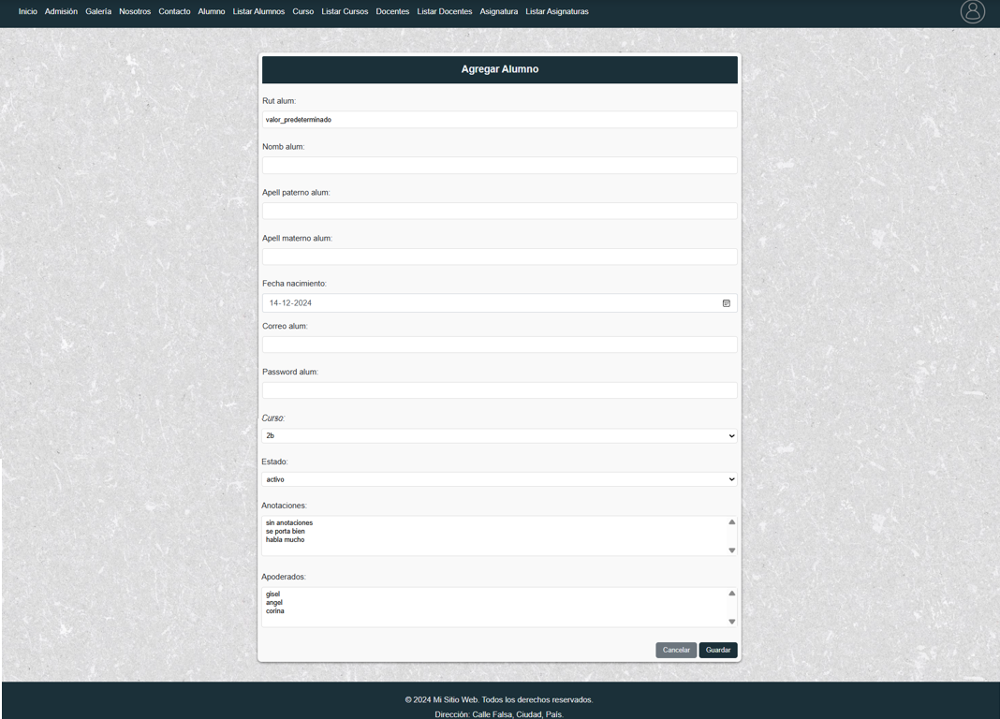 Inicio Admisión Galería Nosotros Contacto Alumno Listar Alumnos Curso Listar Cursos Docentes Listar Docentes Asignatura Listar Asignaturas
Agregar Alumno
Rut alum:
valor_predeterminado
Nomb alum:
Apell paterno alum:
Apell materno alum:
Fecha nacimiento:
14-12-2024
Correo alum:
Password alum:
Curso:
2b
Estado:
activo
Anotaciones:
sin anotaciones
se porta bien
habla mucho
Apoderados:
gisel
angel
corina
Cancelar Guardar
© 2024 Mi Sitio Web. Todos los derechos reservados.
Dirección: Calle Falsa, Ciudad, País.